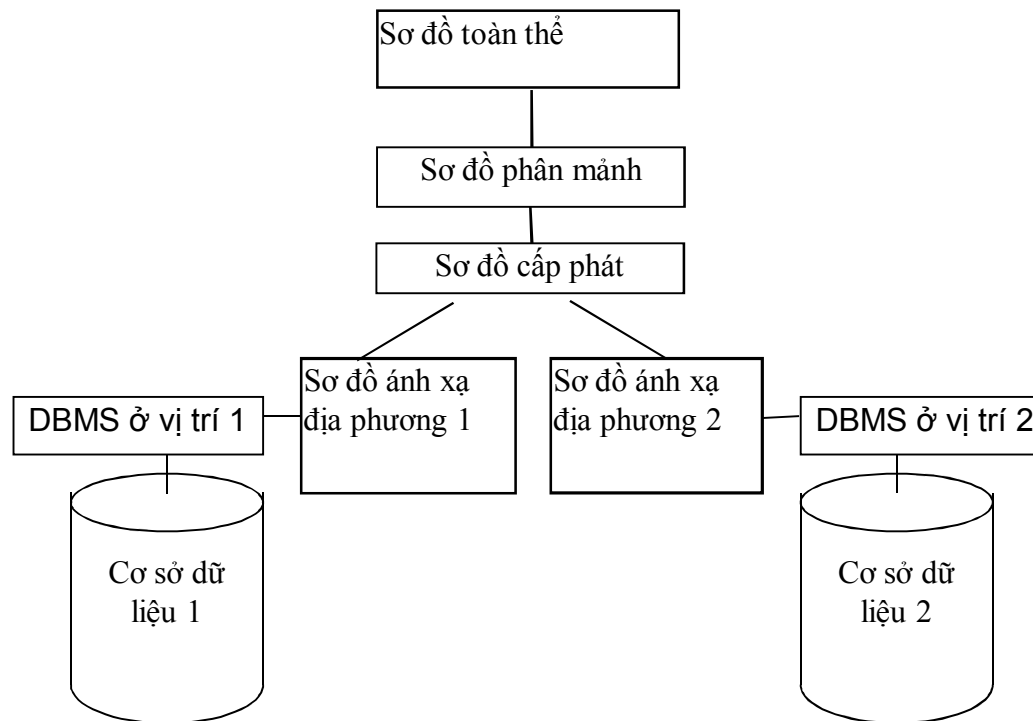 Sơ đồ toàn thể
Sơ đồ phân mảnh
Sơ đồ cấp phát
Sơ đồ ánh xạ
địa phương 1
Sơ đồ ánh xạ
địa phương 2
DBMS ở vị trí 1
DBMS ở vị trí 2
Cơ sở dữ
liệu 1
Cơ sở dữ
liệu 2